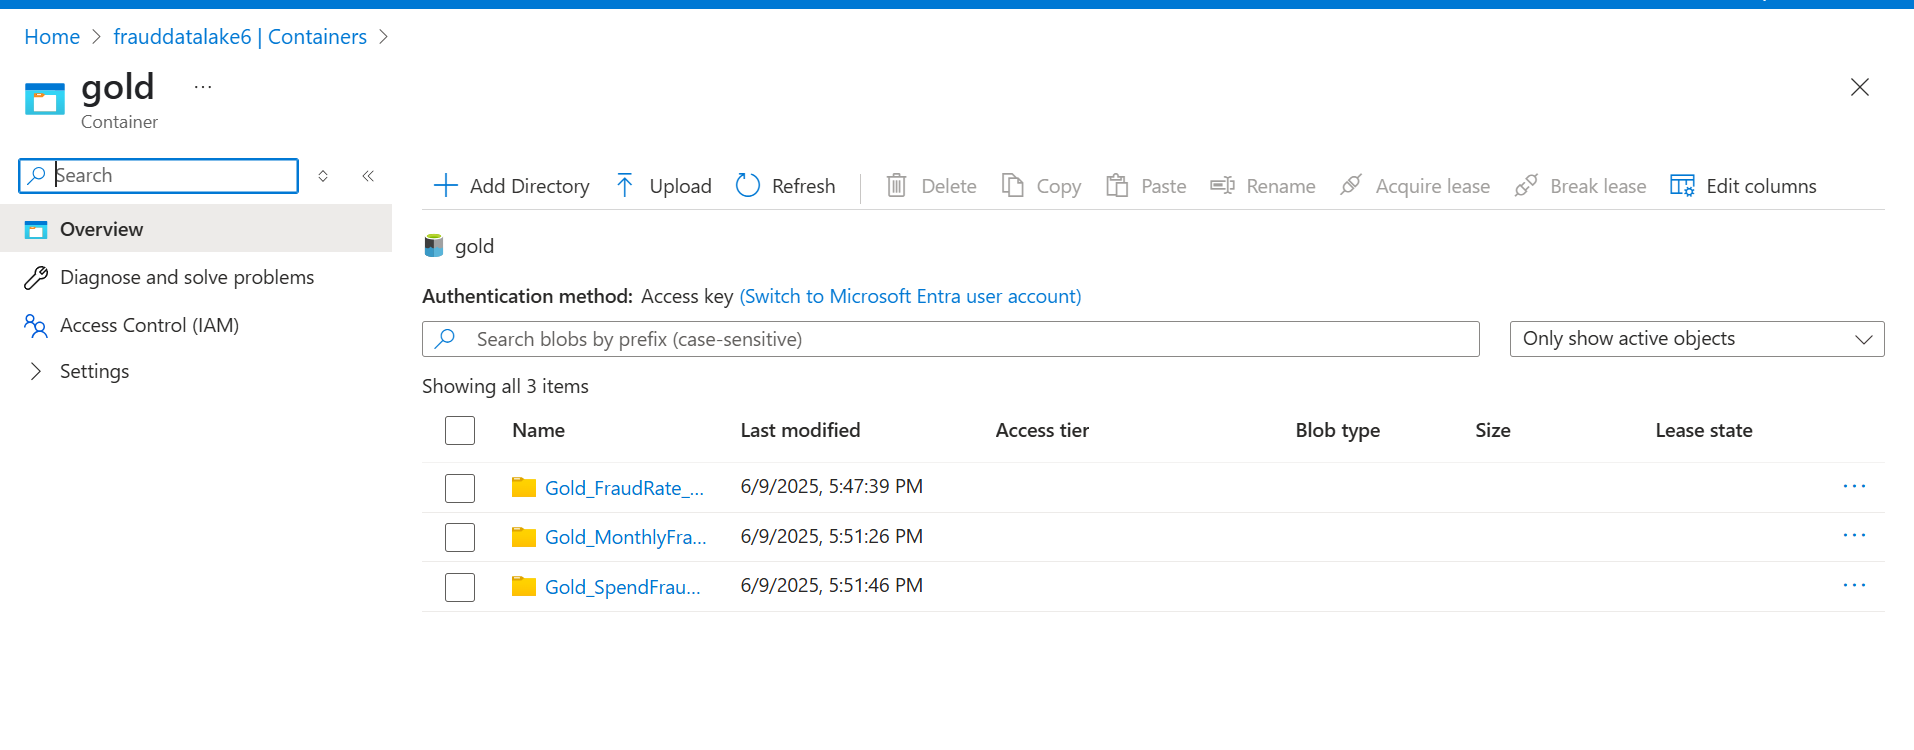 Home > frauddatalake6 | Containers >
gold ...
Container
Search
Add Directory Upload Refresh Delete Copy Paste Rename Acquire lease Break lease Edit columns
Overview
Diagnose and solve problems
Access Control (IAM)
Settings
gold
Authentication method: Access key (Switch to Microsoft Entra user account)
Search blobs by prefix (case-sensitive) Only show active objects
Showing all 3 items
Name Last modified Access tier Blob type Size Lease state
Gold_FraudRate_... 6/9/2025, 5:47:39 PM ...
Gold_MonthlyFra... 6/9/2025, 5:51:26 PM ...
Gold_SpendFrau... 6/9/2025, 5:51:46 PM ...